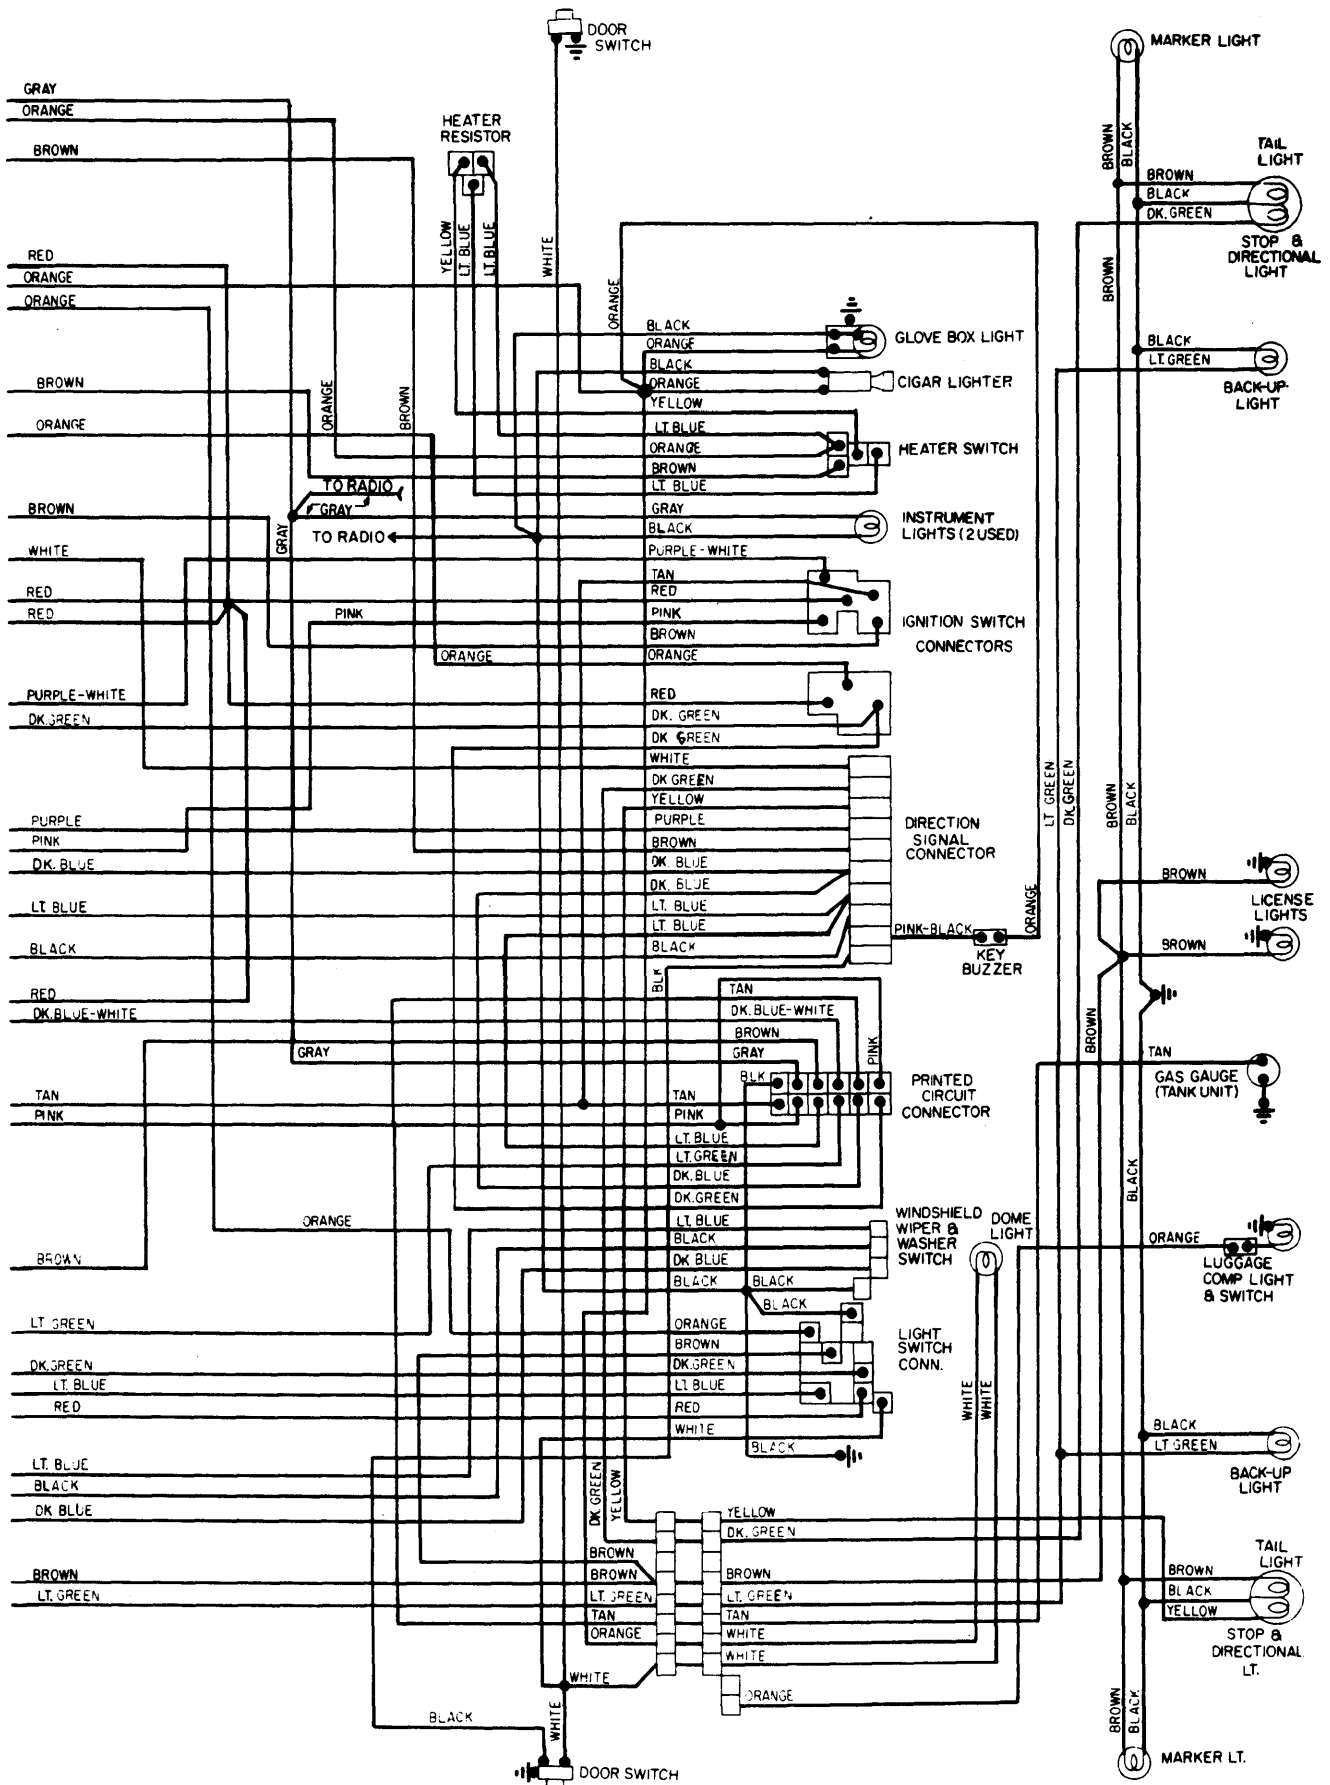 DOOR
SWITCH
MARKER LIGHT
GRAY
ORANGE
HEATER
RESISTOR
BROWN
BROWN
BLACK
TAIL
LIGHT
BROWN
BLACK
DK. GREEN
STOP &
DIRECTIONAL
LIGHT
YELLOW
LT. BLUE
LT. BLUE
WHITE
RED
ORANGE
ORANGE
ORANGE
BROWN
BLACK
ORANGE
GLOVE BOX LIGHT
BLACK
LT. GREEN
BACK-UP-
LIGHT
BLACK
ORANGE
CIGAR LIGHTER
YELLOW
BROWN
ORANGE
BROWN
ORANGE
LT. BLUE
ORANGE
BROWN
LT. BLUE
HEATER SWITCH
TO RADIO
GRAY
BROWN
GRAY
BLACK
INSTRUMENT
LIGHTS (2 USED)
GRAY
TO RADIO
WHITE
PURPLE-WHITE
TAN
RED
RED
RED
PINK
PINK
BROWN
IGNITION SWITCH
CONNECTORS
ORANGE
ORANGE
PURPLE-WHITE
DK. GREEN
RED
DK. GREEN
DK GREEN
WHITE
DK GREEN
YELLOW
PURPLE
BROWN
DK. BLUE
DK. BLUE
LT. BLUE
LT. BLUE
BLACK
DIRECTION
SIGNAL
CONNECTOR
LT GREEN
DK. GREEN
BROWN
BLACK
PURPLE
PINK
DK. BLUE
LT BLUE
BLACK
PINK-BLACK
KEY
BUZZER
ORANGE
BROWN
LICENSE
LIGHTS
BROWN
BLK
RED
DK. BLUE-WHITE
TAN
DK. BLUE-WHITE
BROWN
GRAY
PINK
GRAY
BROWN
BLK
TAN
PINK
PRINTED
CIRCUIT
CONNECTOR
TAN
PINK
TAN
GAS GAUGE
(TANK UNIT)
LT. BLUE
LT. GREEN
DK. BLUE
DK. GREEN
BLACK
ORANGE
LT. BLUE
BLACK
DK BLUE
BLACK
BLACK
WINDSHIELD
WIPER &
WASHER
SWITCH
DOME
LIGHT
ORANGE
LUGGAGE
COMP LIGHT
& SWITCH
BROWN
BLACK
LT GREEN
ORANGE
BROWN
DK. GREEN
LT. BLUE
RED
WHITE
LIGHT
SWITCH
CONN.
DK. GREEN
LT. BLUE
RED
WHITE
WHITE
BLACK
BLACK
LT GREEN
BACK-UP
LIGHT
LT. BLUE
BLACK
DK BLUE
DK GREEN
YELLOW
YELLOW
DK. GREEN
BROWN
BROWN
LT. GREEN
TAN
ORANGE
BROWN
LT. GREEN
TAN
WHITE
WHITE
BROWN
LT. GREEN
TAIL
LIGHT
BROWN
BLACK
YELLOW
STOP &
DIRECTIONAL
LT.
WHITE
ORANGE
BLACK
WHITE
BROWN
BLACK
DOOR SWITCH
MARKER LT.